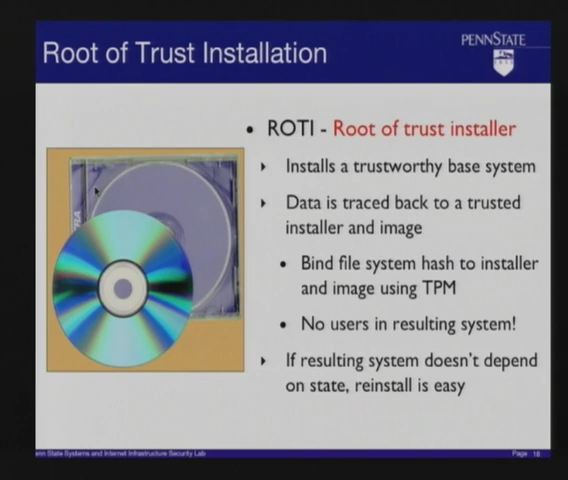 PENNSTATE
Root of Trust Installation
• ROTI - Root of trust installer
Installs a trustworthy base system
Data is traced back to a trusted
installer and image
• Bind file system hash to installer
and image using TPM
• No users in resulting system!
If resulting system doesn't depend
on state, reinstall is easy
enn State Systems and Internet Infrastructure Security Lab
Page